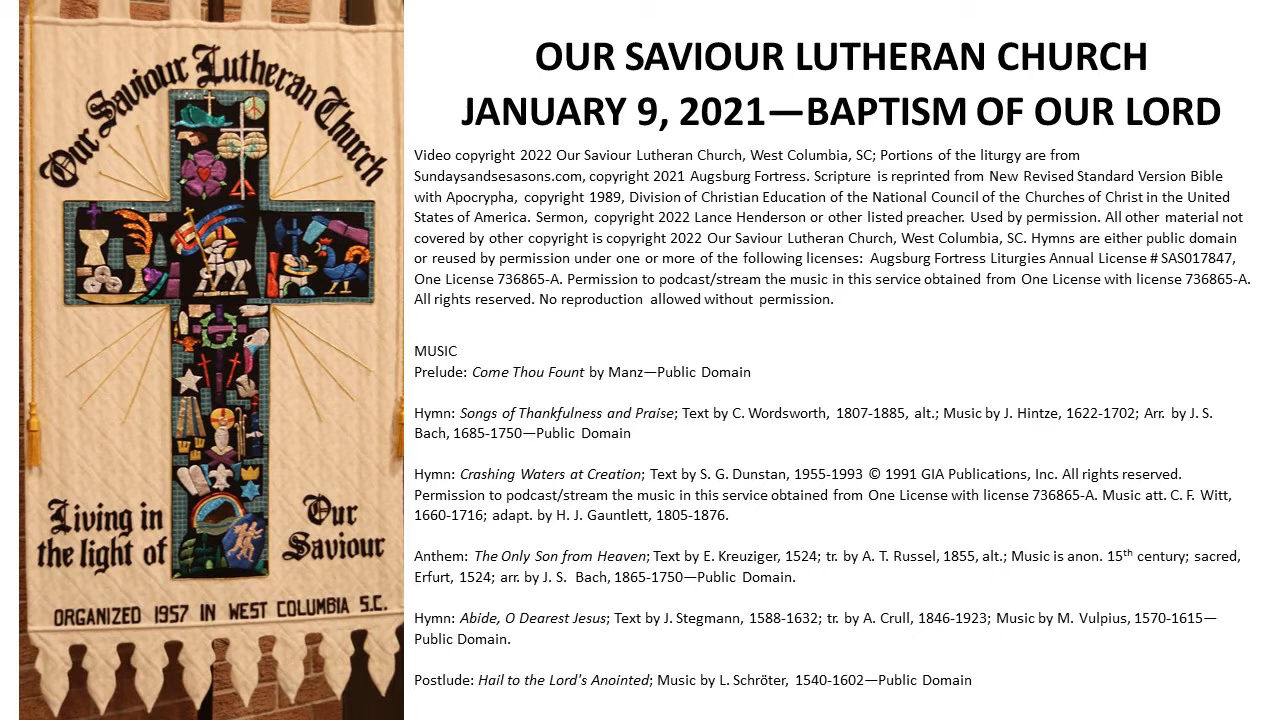 Our Saviour Lutheran Church
Living in
the light of
Our
Saviour
ORGANIZED 1957 IN WEST COLUMBIA S.C.
OUR SAVIOUR LUTHERAN CHURCH
JANUARY 9, 2021—BAPTISM OF OUR LORD
Video copyright 2022 Our Saviour Lutheran Church, West Columbia, SC; Portions of the liturgy are from
Sundaysandsesasons.com, copyright 2021 Augsburg Fortress. Scripture is reprinted from New Revised Standard Version Bible
with Apocrypha, copyright 1989, Division of Christian Education of the National Council of the Churches of Christ in the United
States of America. Sermon, copyright 2022 Lance Henderson or other listed preacher. Used by permission. All other material not
covered by other copyright is copyright 2022 Our Saviour Lutheran Church, West Columbia, SC. Hymns are either public domain
or reused by permission under one or more of the following licenses: Augsburg Fortress Liturgies Annual License # SAS017847,
One License 736865-A. Permission to podcast/stream the music in this service obtained from One License with license 736865-A.
All rights reserved. No reproduction allowed without permission.
MUSIC
Prelude: Come Thou Fount by Manz—Public Domain
Hymn: Songs of Thankfulness and Praise; Text by C. Wordsworth, 1807-1885, alt.; Music by J. Hintze, 1622-1702; Arr. by J. S.
Bach, 1685-1750—Public Domain
Hymn: Crashing Waters at Creation; Text by S. G. Dunstan, 1955-1993 © 1991 GIA Publications, Inc. All rights reserved.
Permission to podcast/stream the music in this service obtained from One License with license 736865-A. Music att. C. F. Witt,
1660-1716; adapt. by H. J. Gauntlett, 1805-1876.
Anthem: The Only Son from Heaven; Text by E. Kreuziger, 1524; tr. by A. T. Russel, 1855, alt.; Music is anon. 15th century; sacred,
Erfurt, 1524; arr. by J. S. Bach, 1865-1750—Public Domain.
Hymn: Abide, O Dearest Jesus; Text by J. Stegmann, 1588-1632; tr. by A. Crull, 1846-1923; Music by M. Vulpius, 1570-1615—
Public Domain.
Postlude: Hail to the Lord's Anointed; Music by L. Schröter, 1540-1602—Public Domain